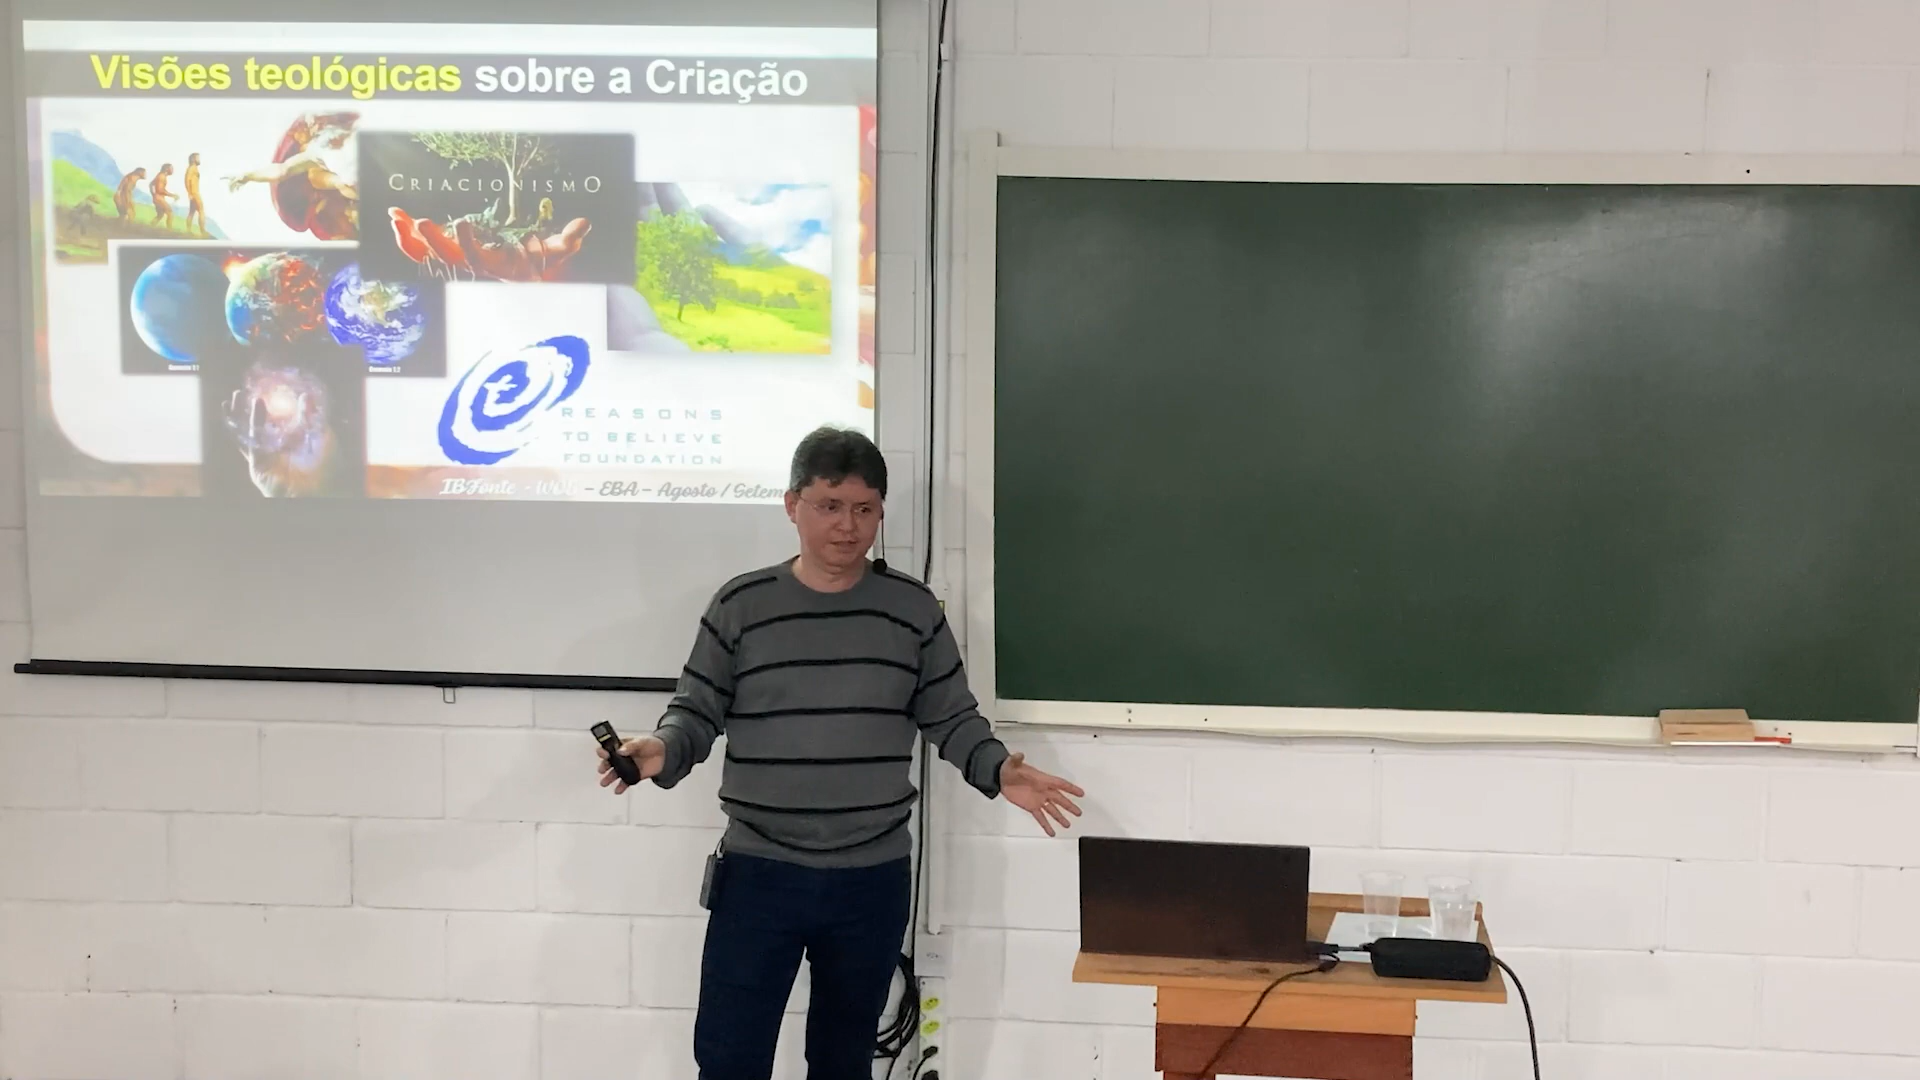 Visões teológicas sobre a Criação
CRIACIONISMO
REASONS
TO BELIEVE
FOUNDATION
IBFonte - - EBA - Agosto / Setem